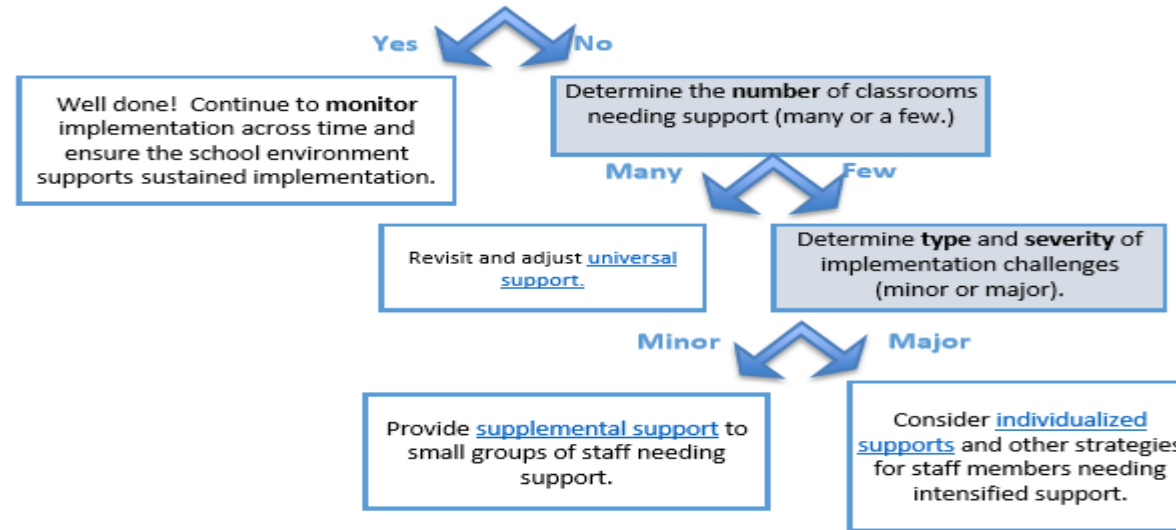 Yes
No
Well done!  Continue to monitor
implementation across time and
ensure the school environment
supports sustained implementation.
Determine the number of classrooms
needing support (many or a few.)
Many
Few
Revisit and adjust universal
support.
Determine type and severity of
implementation challenges
(minor or major).
Minor
Major
Provide supplemental support to
small groups of staff needing
support.
Consider individualized
supports and other strategies
for staff members needing
intensified support.